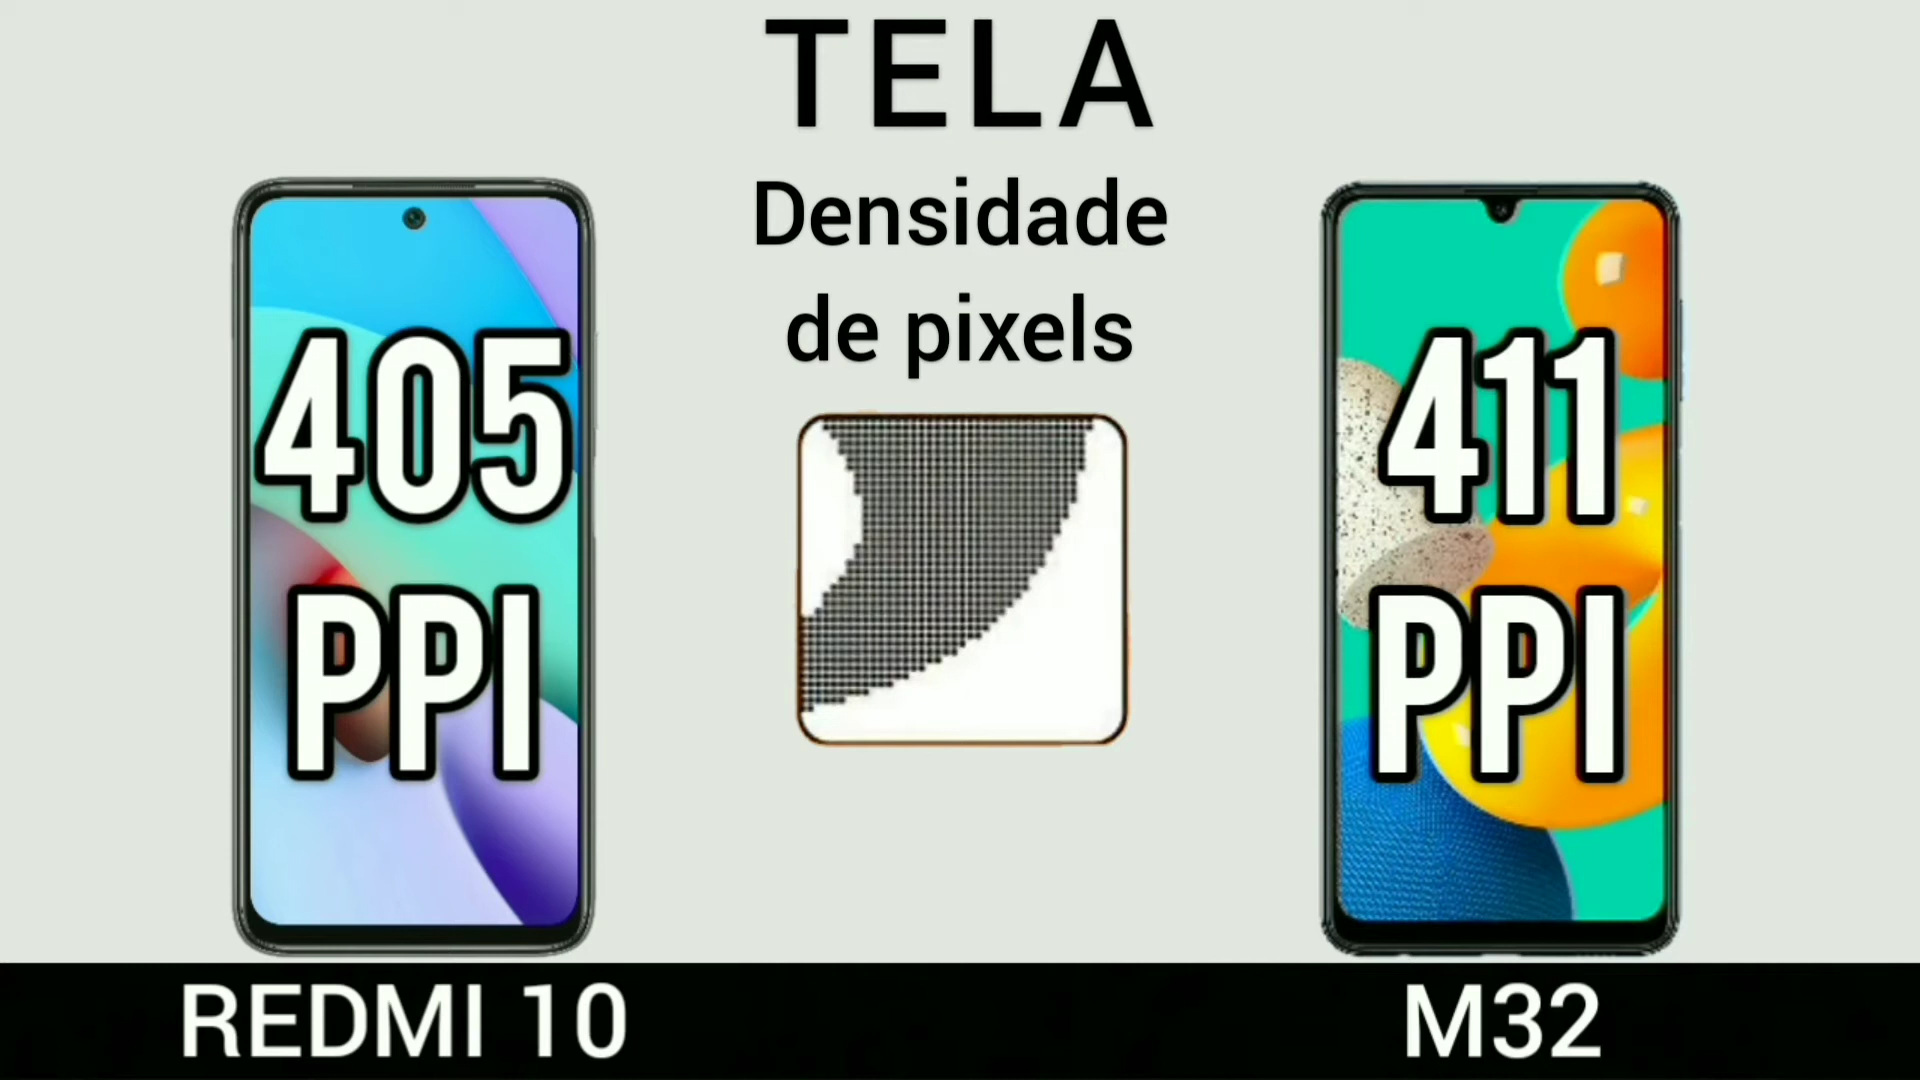 TELA
Densidade
de pixels
405
PPI
411
PPI
REDMI 10
M32